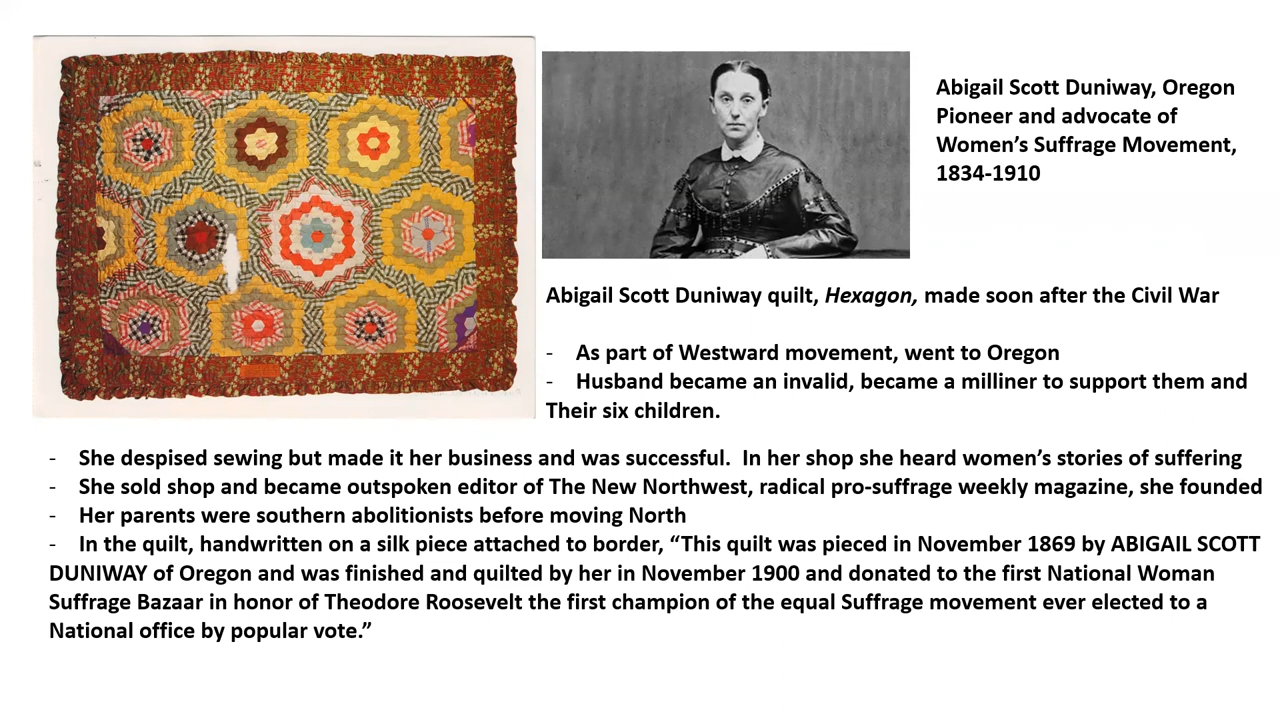 Abigail Scott Duniway, Oregon
Pioneer and advocate of
Women’s Suffrage Movement,
1834-1910
Abigail Scott Duniway quilt, Hexagon, made soon after the Civil War
- As part of Westward movement, went to Oregon
- Husband became an invalid, became a milliner to support them and
Their six children.
- She despised sewing but made it her business and was successful.  In her shop she heard women’s stories of suffering
- She sold shop and became outspoken editor of The New Northwest, radical pro-suffrage weekly magazine, she founded
- Her parents were southern abolitionists before moving North
- In the quilt, handwritten on a silk piece attached to border, “This quilt was pieced in November 1869 by ABIGAIL SCOTT
DUNIWAY of Oregon and was finished and quilted by her in November 1900 and donated to the first National Woman
Suffrage Bazaar in honor of Theodore Roosevelt the first champion of the equal Suffrage movement ever elected to a
National office by popular vote.”